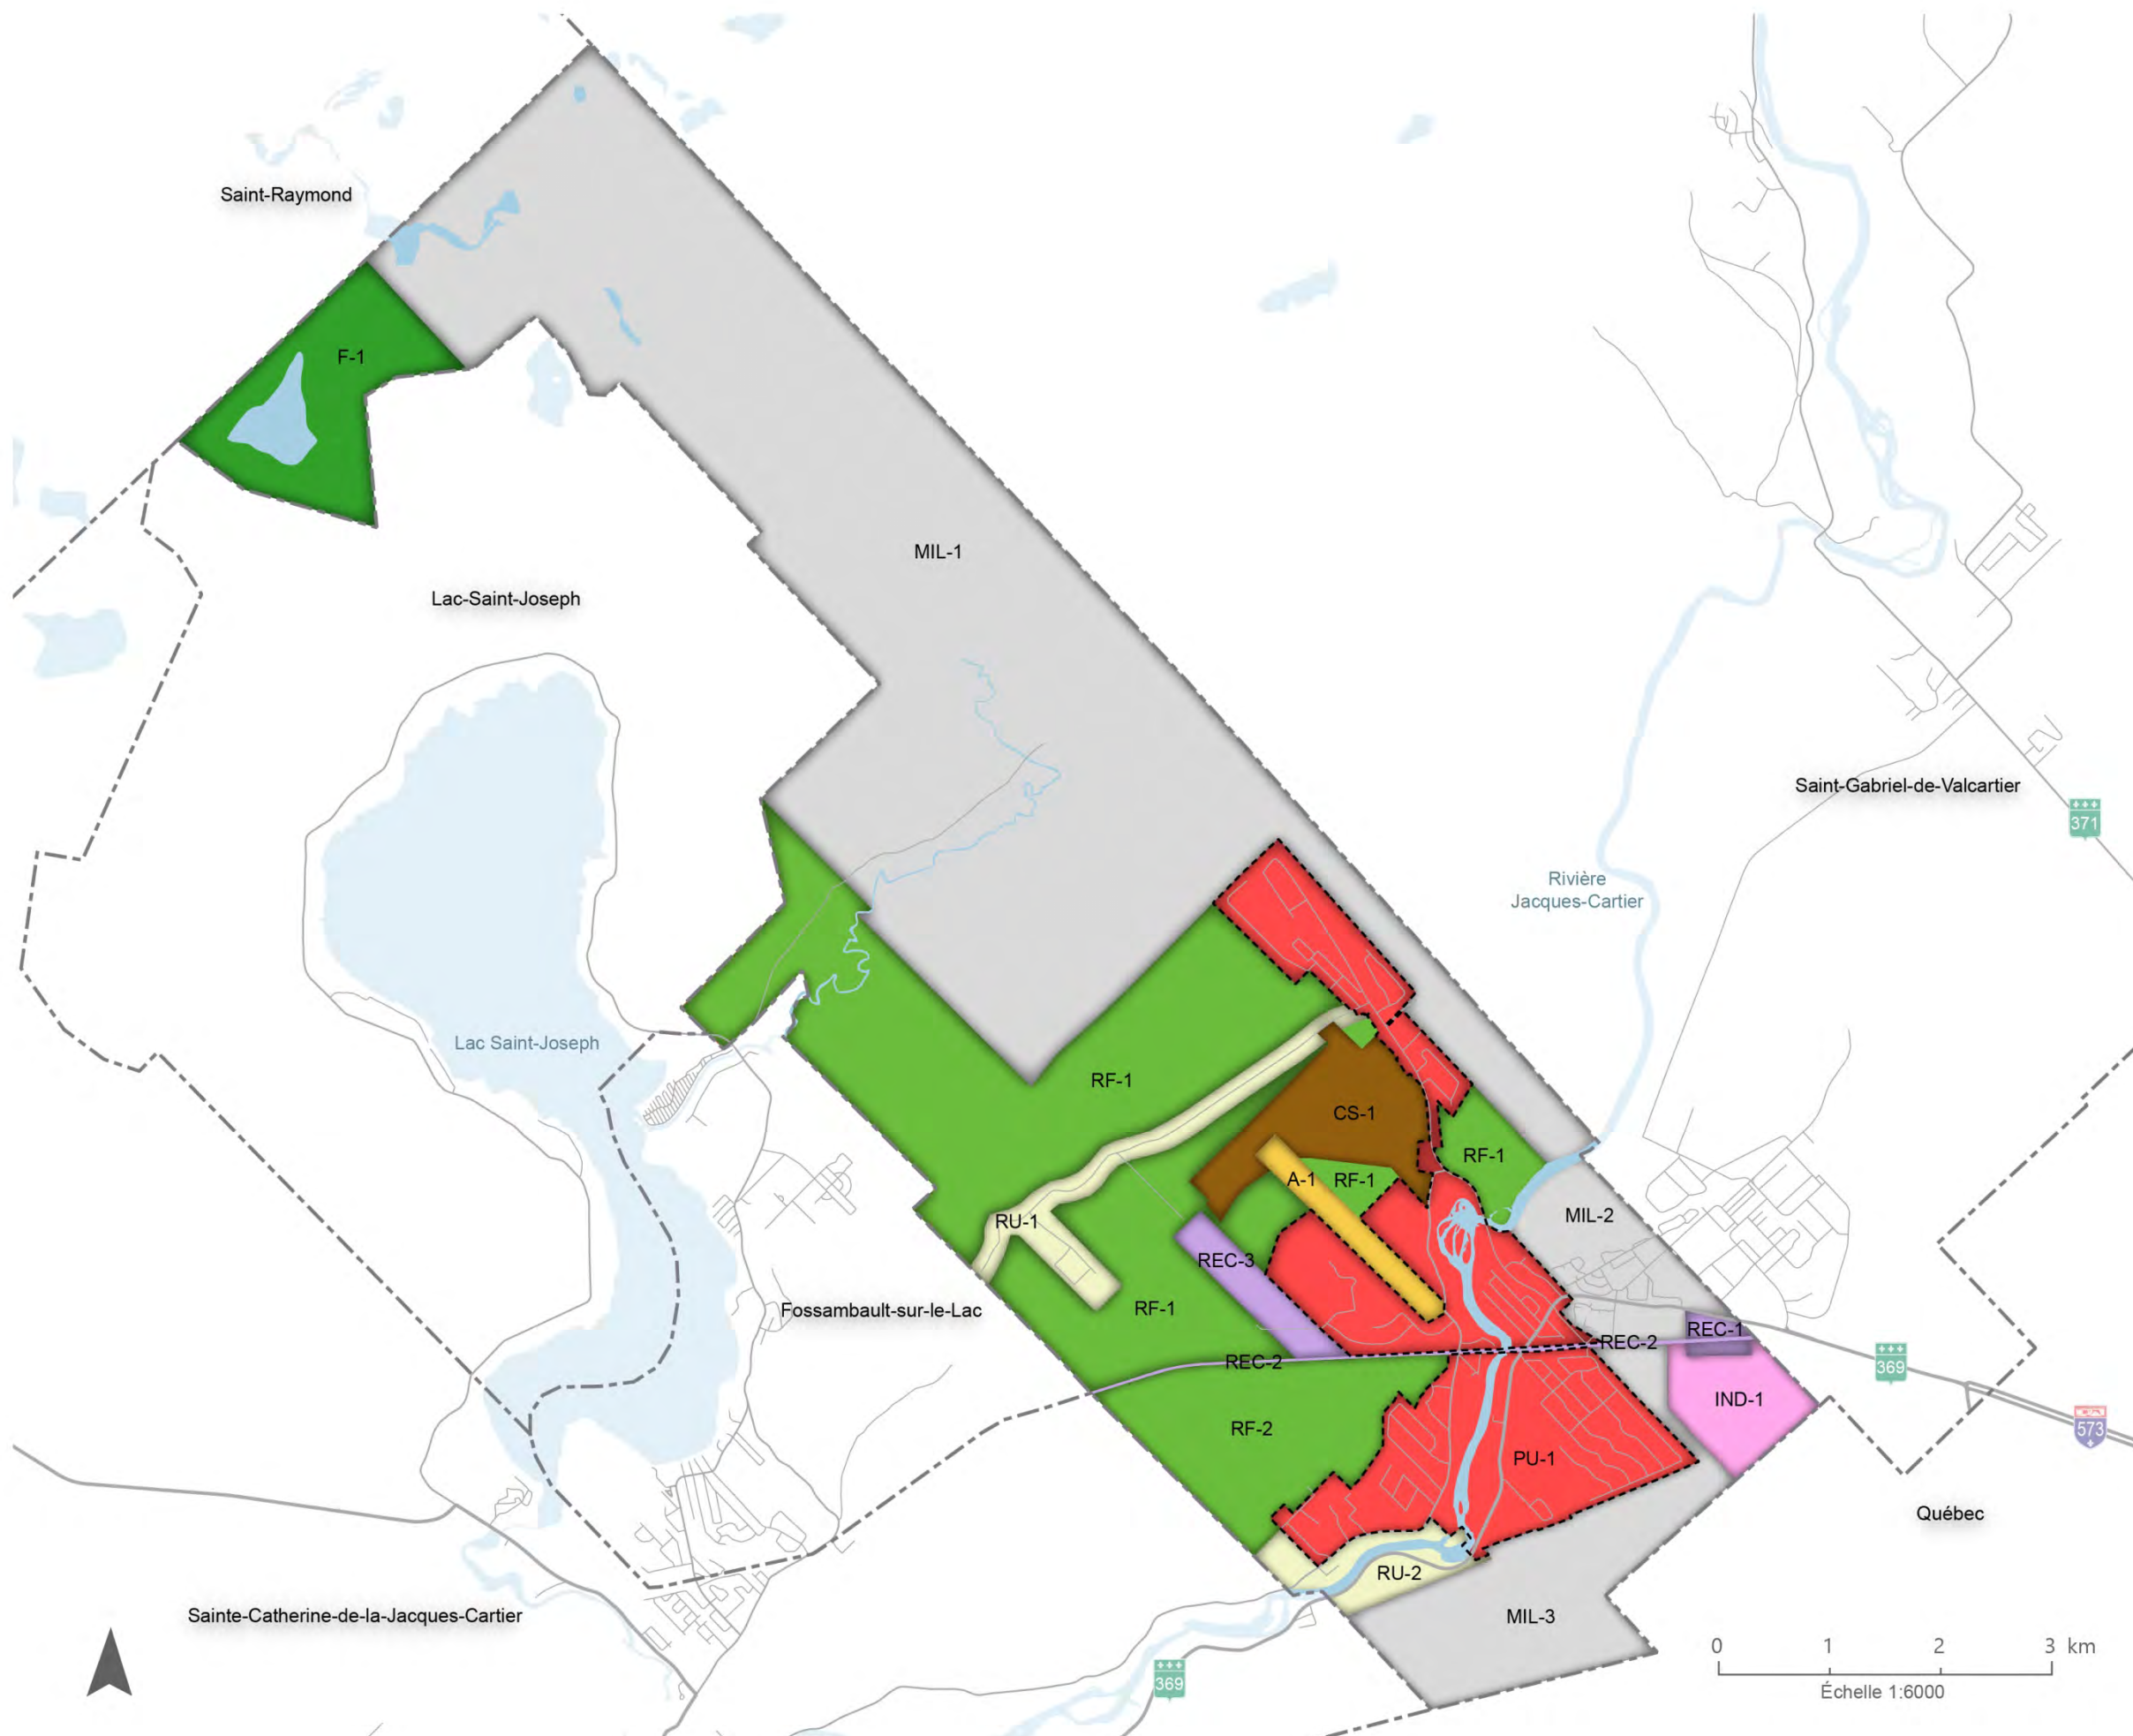 Saint-Raymond
F-1
MIL-1
Lac-Saint-Joseph
Saint-Gabriel-de-Valcartier
371
Rivière
Jacques-Cartier
Lac Saint-Joseph
RF-1
CS-1
RF-1
A-1
RF-1
MIL-2
RU-1
REC-3
Fossambault-sur-le-Lac
RF-1
REC-1
REC-2
REC-2
369
IND-1
RF-2
573
PU-1
Québec
RU-2
Sainte-Catherine-de-la-Jacques-Cartier
MIL-3
0 1 2 3 km
369
Échelle 1:6000